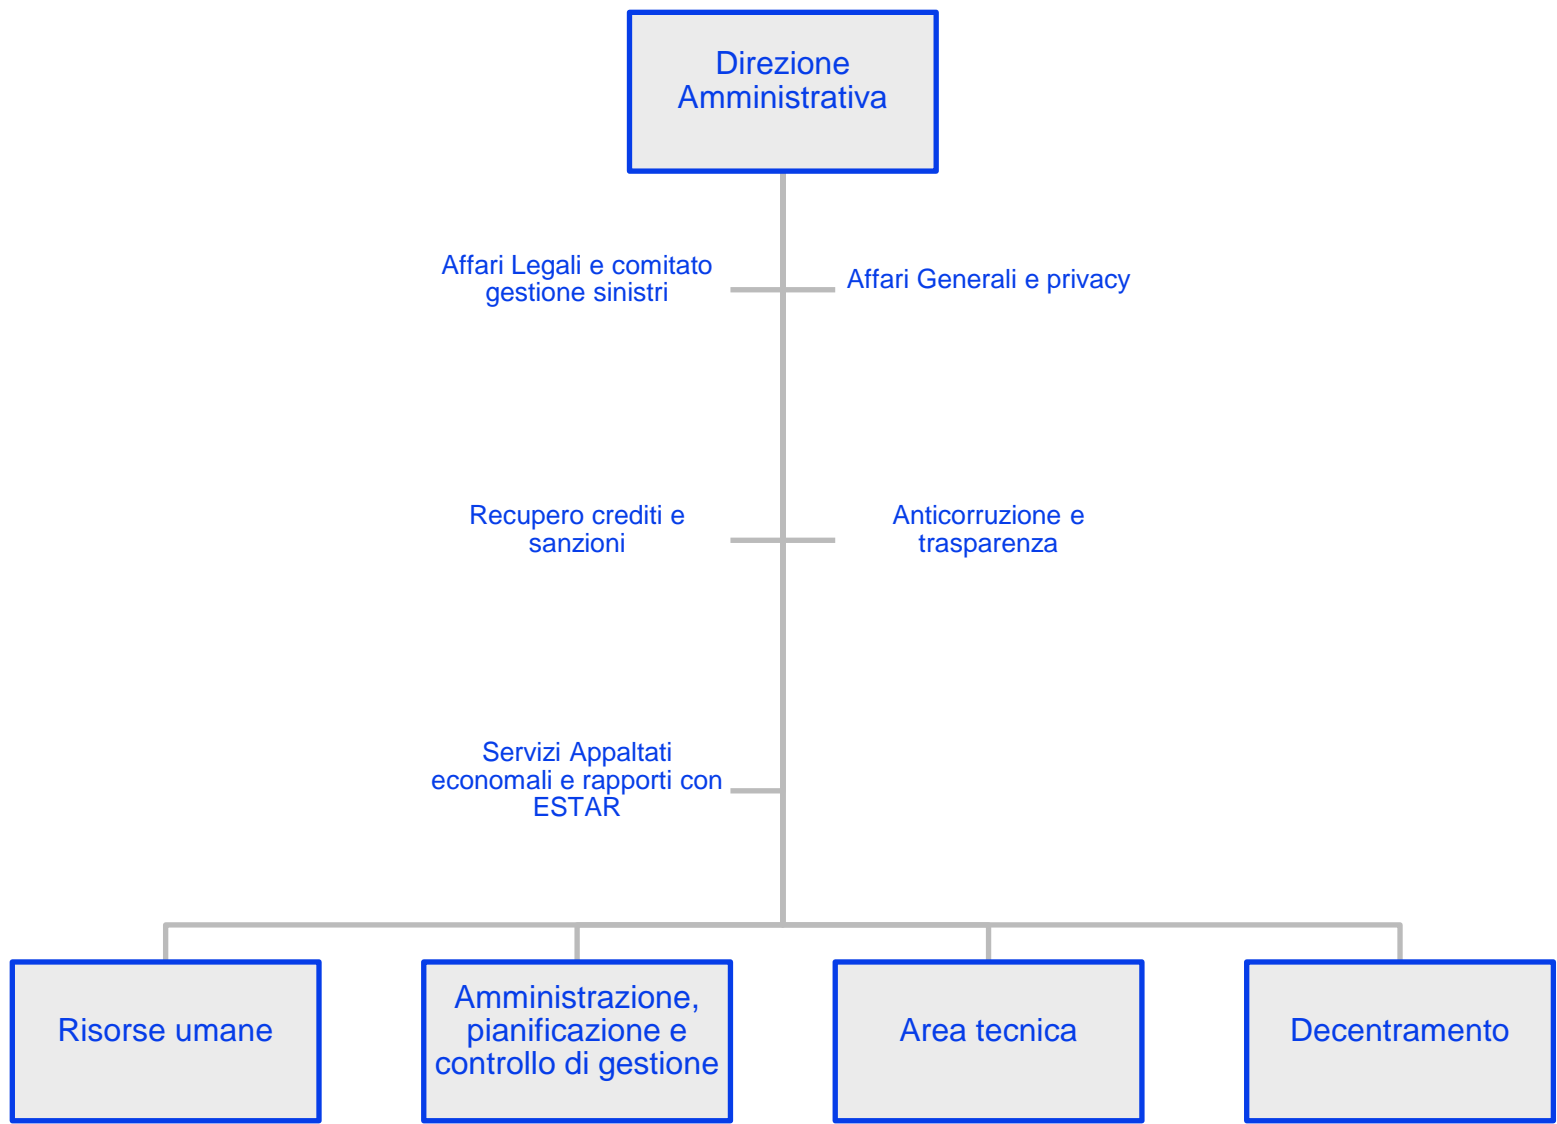 Direzione
Amministrativa
Affari Legali e comitato
gestione sinistri
Affari Generali e privacy
Recupero crediti e
sanzioni
Anticorruzione e
trasparenza
Servizi Appaltati
economali e rapporti con
ESTAR
Risorse umane
Amministrazione,
pianificazione e
controllo di gestione
Area tecnica
Decentramento